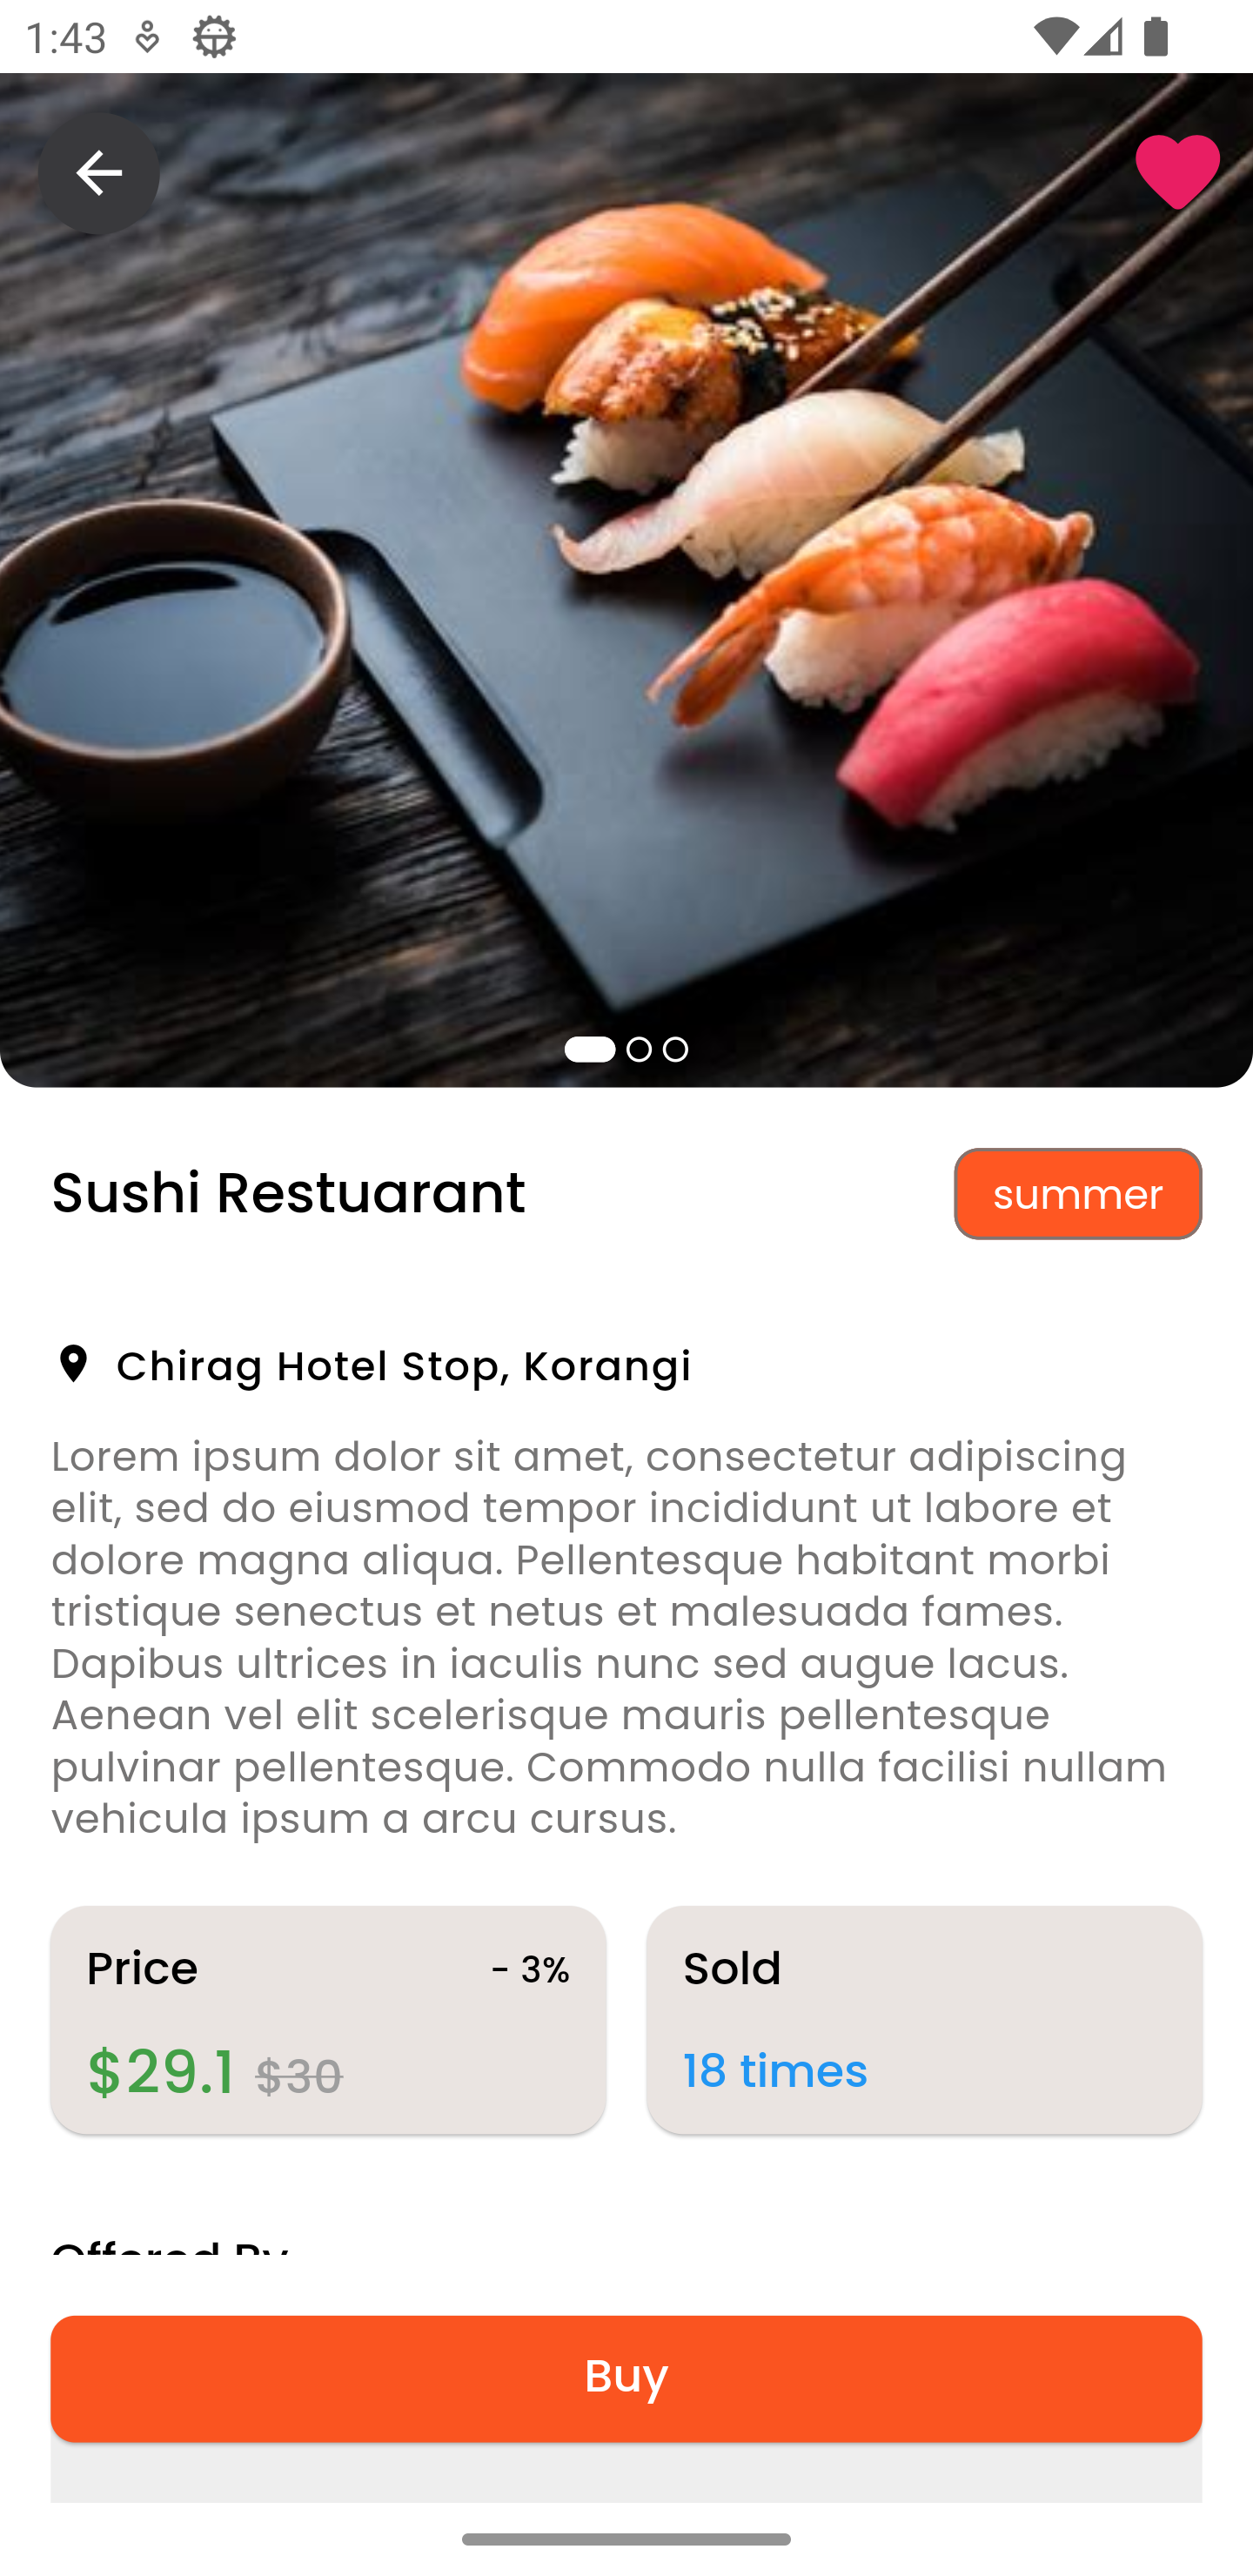 1:43
Sushi Restuarant
summer
Chirag Hotel Stop, Korangi
Lorem ipsum dolor sit amet, consectetur adipiscing
elit, sed do eiusmod tempor incididunt ut labore et
dolore magna aliqua. Pellentesque habitant morbi
tristique senectus et netus et malesuada fames.
Dapibus ultrices in iaculis nunc sed augue lacus.
Aenean vel elit scelerisque mauris pellentesque
pulvinar pellentesque. Commodo nulla facilisi nullam
vehicula ipsum a arcu cursus.
Price - 3%
$29.1 $30
Sold
18 times
Offered By
Buy